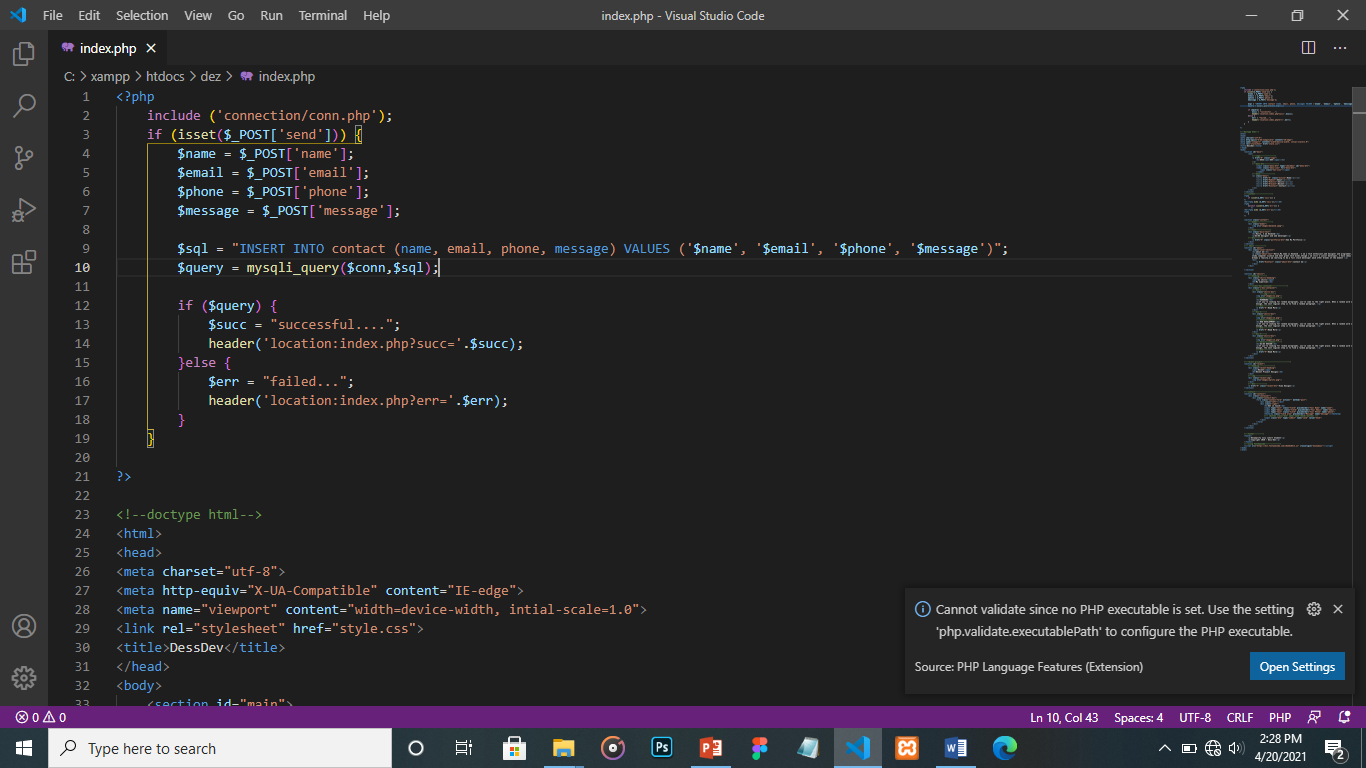 File Edit Selection View Go Run Terminal Help
index.php - Visual Studio Code
index.php
C: > xampp > htdocs > dez > index.php
1 <?php
2 include ('connection/conn.php');
3 if (isset($_POST['send'])) {
4 $name = $_POST['name'];
5 $email = $_POST['email'];
6 $phone = $_POST['phone'];
7 $message = $_POST['message'];
8
9 $sql = "INSERT INTO contact (name, email, phone, message) VALUES ('$name', '$email', '$phone', '$message')";
10 $query = mysqli_query($conn,$sql);
11
12 if ($query) {
13 $succ = "successful....";
14 header('location:index.php?succ='.$succ);
15 }else {
16 $err = "failed...";
17 header('location:index.php?err='.$err);
18 }
19 }
20
21 ?>
22
23 <!--doctype html-->
24 <html>
25 <head>
26 <meta charset="utf-8">
27 <meta http-equiv="X-UA-Compatible" content="IE-edge">
28 <meta name="viewport" content="width=device-width, intial-scale=1.0">
29 <link rel="stylesheet" href="style.css">
30 <title>DessDev</title>
31 </head>
32 <body>
33 <section id="main">
Cannot validate since no PHP executable is set. Use the setting
'php.validate.executablePath' to configure the PHP executable.
Source: PHP Language Features (Extension)
Open Settings
0 0
Ln 10, Col 43 Spaces: 4 UTF-8 CRLF PHP
Type here to search
Ps
2:28 PM
4/20/2021
2